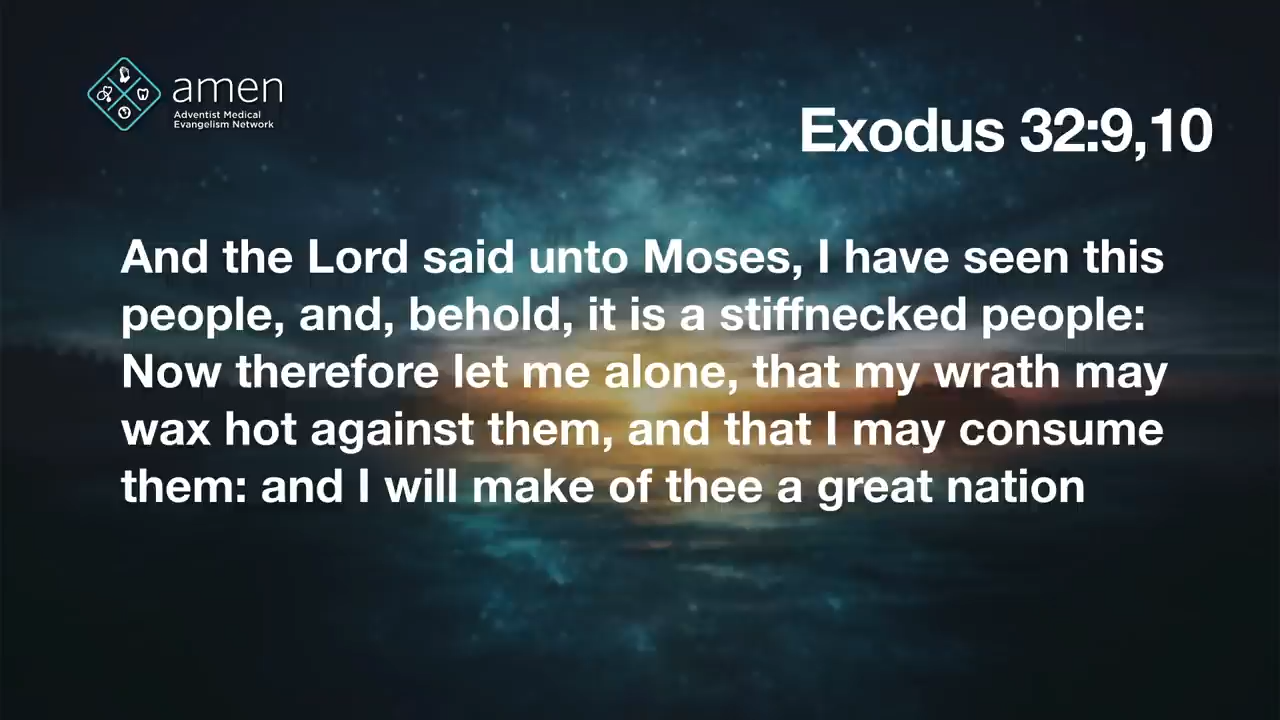 amen
Adventist Medical
Evangelism Network
Exodus 32:9,10
And the Lord said unto Moses, I have seen this
people, and, behold, it is a stiffnecked people:
Now therefore let me alone, that my wrath may
wax hot against them, and that I may consume
them: and I will make of thee a great nation